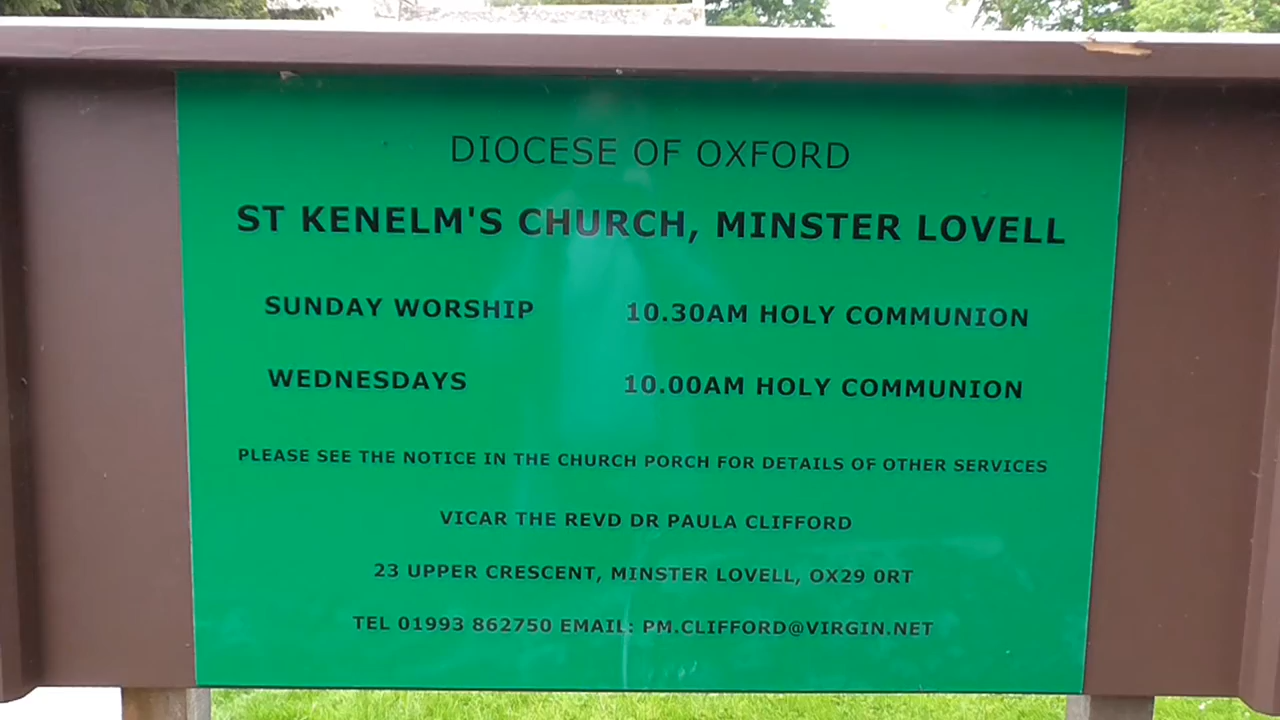 DIOCESE OF OXFORD
ST KENELM'S CHURCH, MINSTER LOVELL
SUNDAY WORSHIP 10.30AM HOLY COMMUNION
WEDNESDAYS 10.00AM HOLY COMMUNION
PLEASE SEE THE NOTICE IN THE CHURCH PORCH FOR DETAILS OF OTHER SERVICES
VICAR THE REVD DR PAULA CLIFFORD
23 UPPER CRESCENT, MINSTER LOVELL, OX29 0RT
TEL 01993 862750 EMAIL: PM.CLIFFORD@VIRGIN.NET